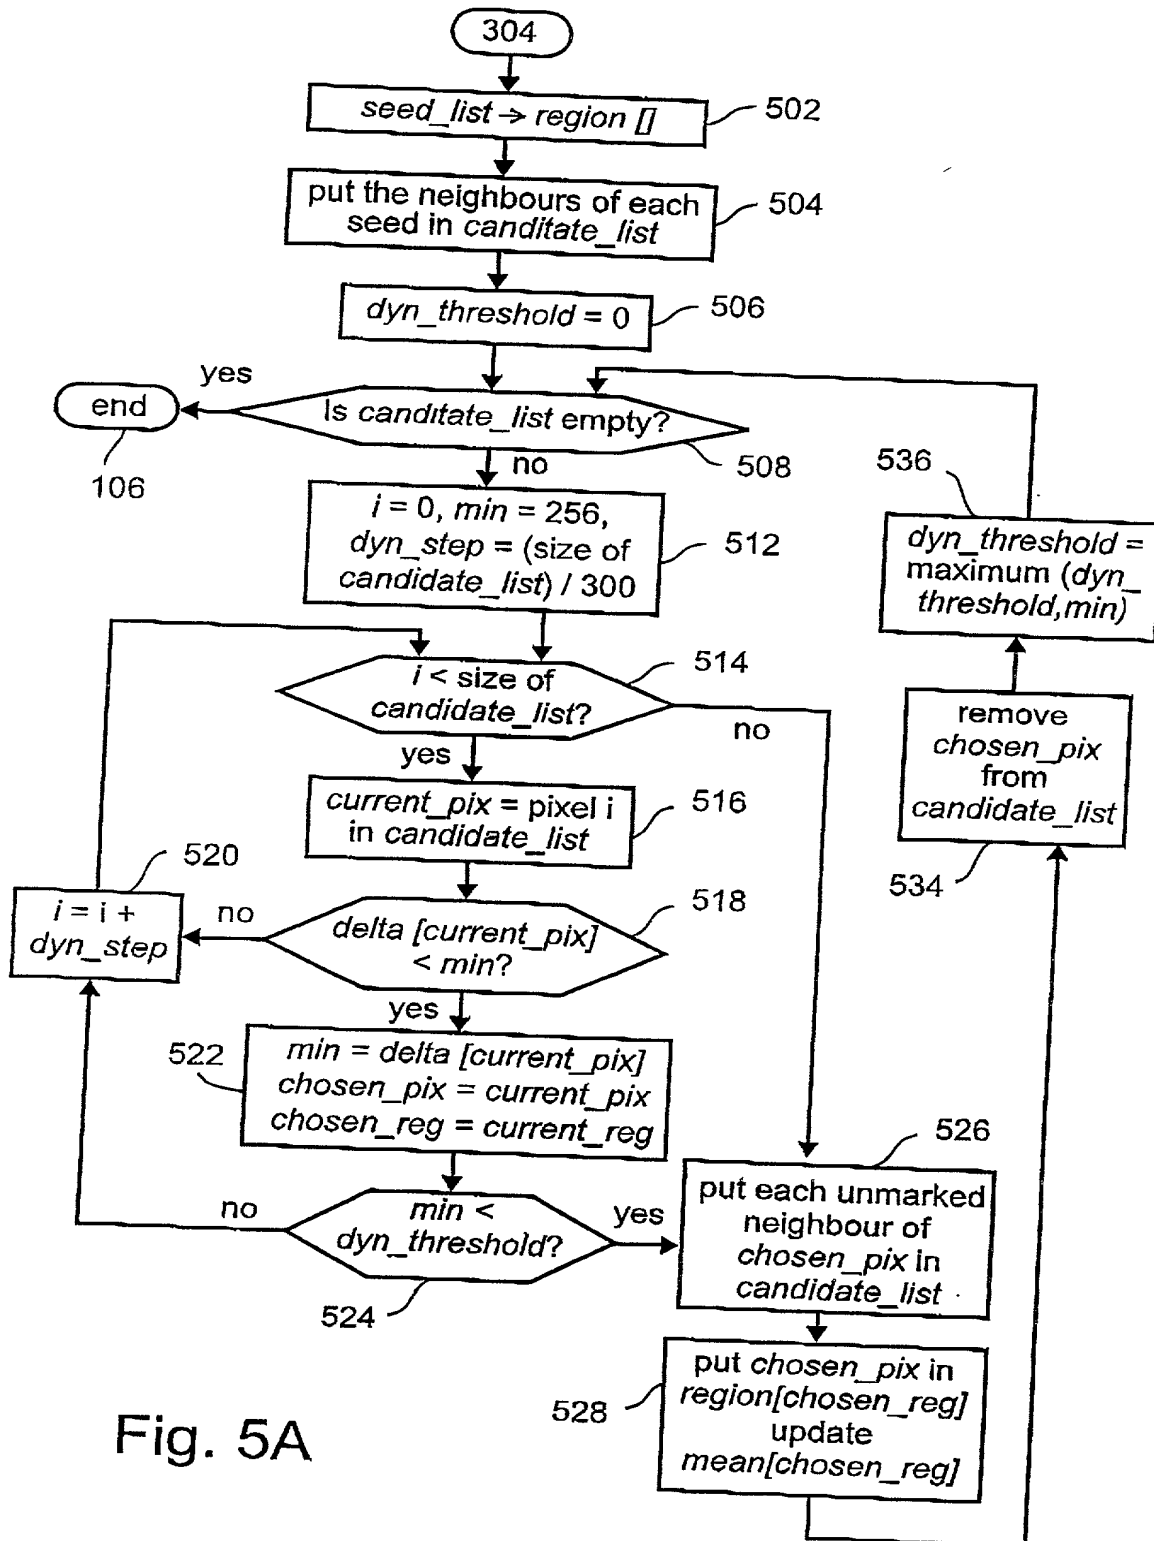 304
seed_list → region []
502
put the neighbours of each
seed in canditate_list
504
dyn_threshold = 0
506
yes
end
106
Is canditate_list empty?
508
no
i = 0, min = 256,
dyn_step = (size of
candidate_list) / 300
512
536
dyn_threshold =
maximum (dyn_
threshold,min)
i < size of
candidate_list?
514
no
yes
remove
chosen_pix
from
candidate_list
534
current_pix = pixel i
in candidate_list
516
520
i = i +
dyn_step
no
delta [current_pix]
< min?
518
yes
522
min = delta [current_pix]
chosen_pix = current_pix
chosen_reg = current_reg
526
no
min <
dyn_threshold?
yes
524
put each unmarked
neighbour of
chosen_pix in
candidate_list
528
put chosen_pix in
region[chosen_reg]
update
mean[chosen_reg]
Fig. 5A